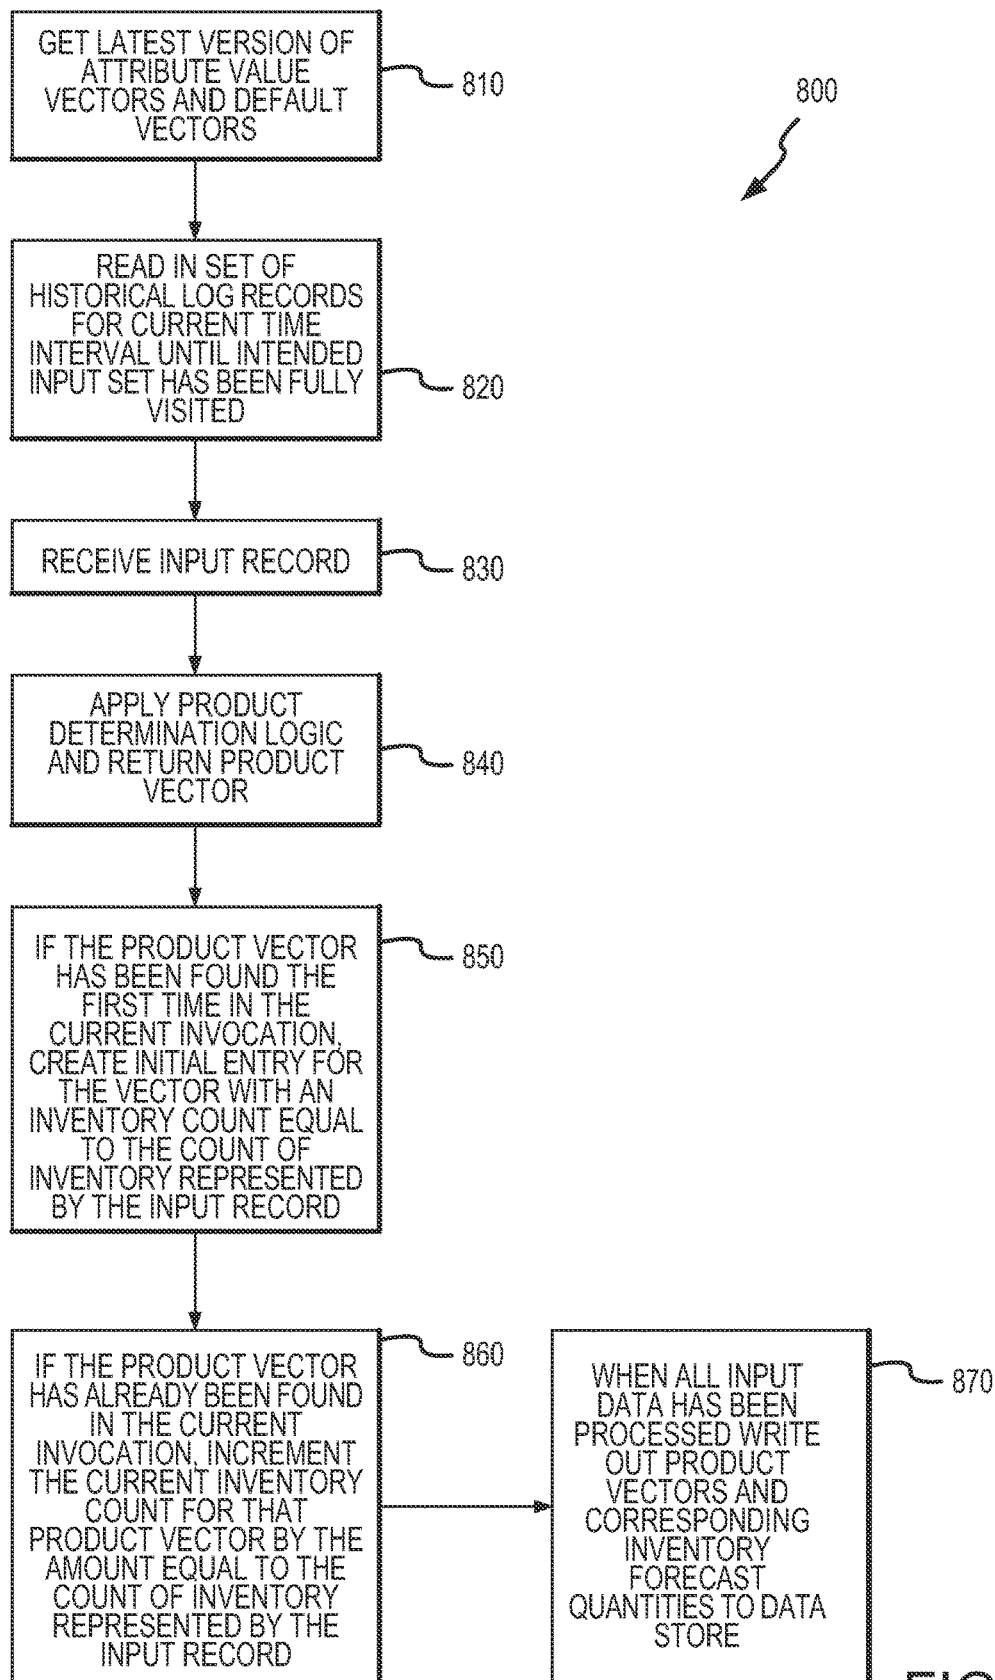 GET LATEST VERSION OF
ATTRIBUTE VALUE
VECTORS AND DEFAULT
VECTORS
810
800
READ IN SET OF
HISTORICAL LOG RECORDS
FOR CURRENT TIME
INTERVAL UNTIL INTENDED
INPUT SET HAS BEEN FULLY
VISITED
820
RECEIVE INPUT RECORD
830
APPLY PRODUCT
DETERMINATION LOGIC
AND RETURN PRODUCT
VECTOR
840
IF THE PRODUCT VECTOR
HAS BEEN FOUND THE
FIRST TIME IN THE
CURRENT INVOCATION,
CREATE INITIAL ENTRY FOR
THE VECTOR WITH AN
INVENTORY COUNT EQUAL
TO THE COUNT OF
INVENTORY REPRESENTED
BY THE INPUT RECORD
850
IF THE PRODUCT VECTOR
HAS ALREADY BEEN FOUND
IN THE CURRENT
INVOCATION, INCREMENT
THE CURRENT INVENTORY
COUNT FOR THAT
PRODUCT VECTOR BY THE
AMOUNT EQUAL TO THE
COUNT OF INVENTORY
REPRESENTED BY THE
INPUT RECORD
860
WHEN ALL INPUT
DATA HAS BEEN
PROCESSED WRITE
OUT PRODUCT
VECTORS AND
CORRESPONDING
INVENTORY
FORECAST
QUANTITIES TO DATA
STORE
870